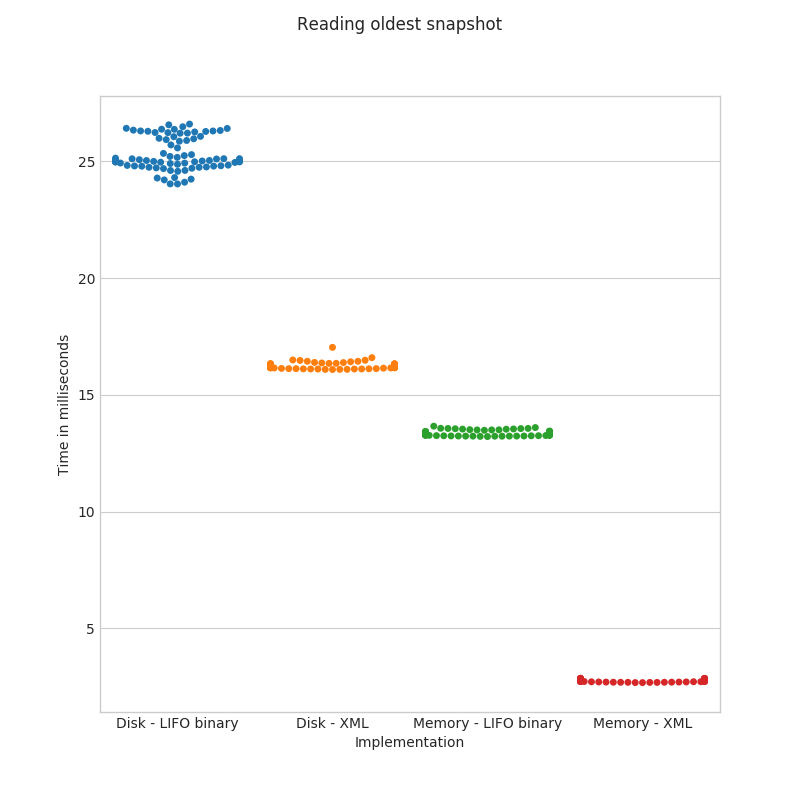 Reading oldest snapshot
Time in milliseconds
25
20
15
10
5
Disk - LIFO binary
Disk - XML
Memory - LIFO binary
Memory - XML
Implementation